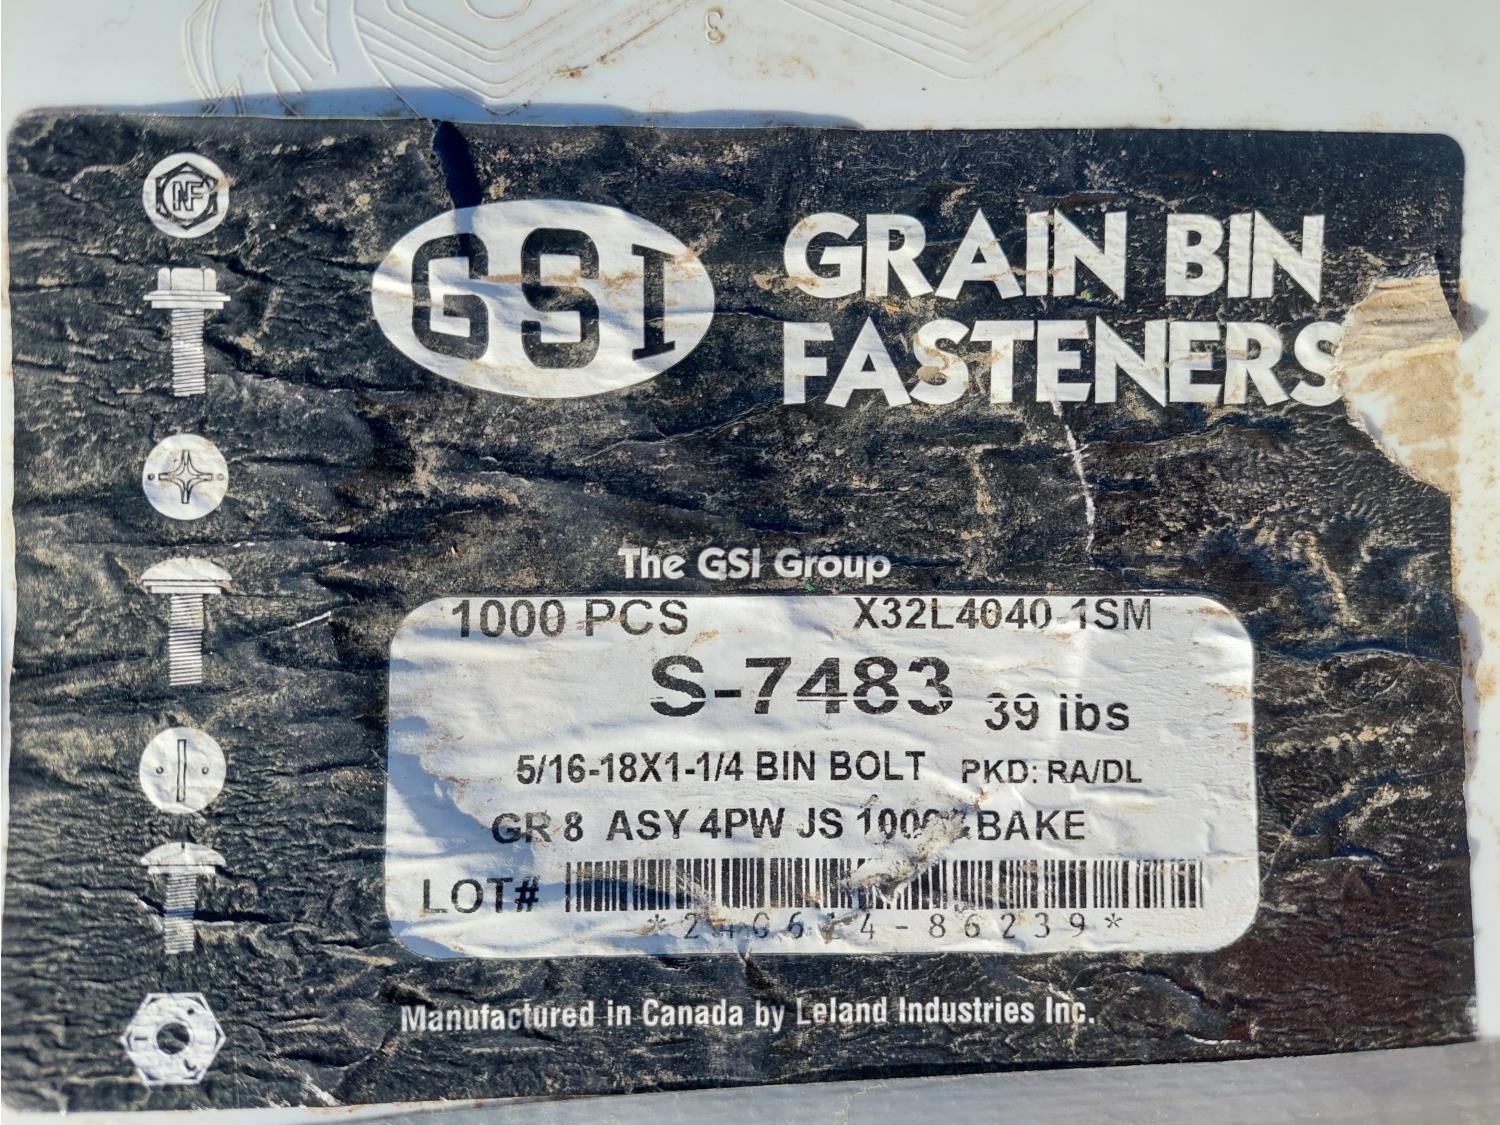 3
NF
GSI
GRAIN BIN
FASTENERS
The GSI Group
1000 PCS X32L4040-1SM
S-7483 39 lbs
5/16-18X1-1/4 BIN BOLT PKD: RA/DL
GR 8 ASY 4PW JS BAKE
LOT#
Manufactured in Canada by Leland Industries Inc.